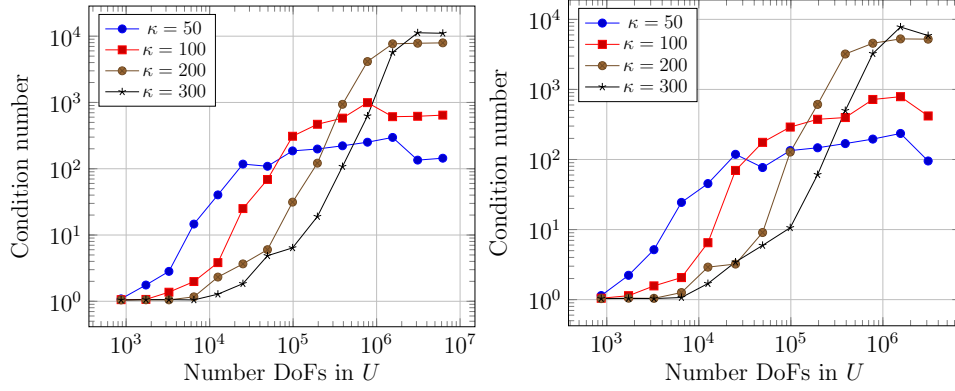 κ = 50
κ = 100
κ = 200
κ = 300
Condition number
10^4
10^3
10^2
10^1
10^0
10^3 10^4 10^5 10^6 10^7
Number DoFs in U
κ = 50
κ = 100
κ = 200
κ = 300
Condition number
10^4
10^3
10^2
10^1
10^0
10^3 10^4 10^5 10^6
Number DoFs in U